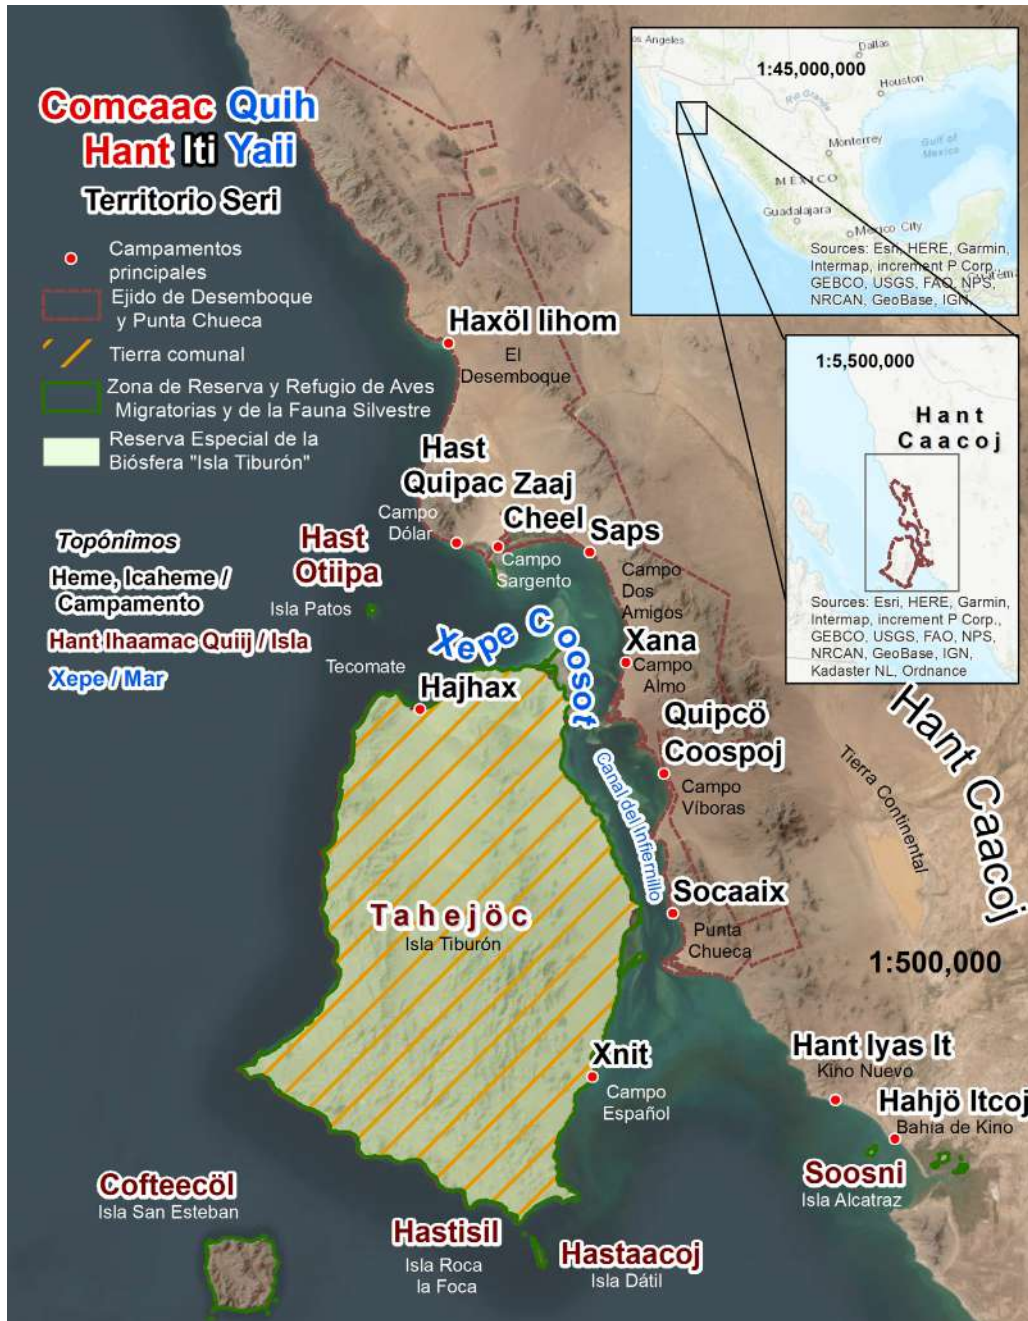 Comcaac Quih
Hant Iti Yaii
Territorio Seri
Campamentos
principales
Ejido de Desemboque
y Punta Chueca
Tierra comunal
Zona de Reserva y Refugio de Aves
Migratorias y de la Fauna Silvestre
Reserva Especial de la
Biósfera "Isla Tiburón"
Topónimos
Heme, Icaheme /
Campamento
Hant Ihaamac Quiij / Isla
Xepe / Mar
os Angeles
Dallas
1:45,000,000
Houston
Rio Grande
Monterrey
Gulf of
Mexico
MÉXICO
Guadalajara
Mexico City
Sources: Esri, HERE, Garmin,
Intermap, increment P Corp.,
GEBCO, USGS, FAO, NPS,
NRCAN, GeoBase, IGN,
1:5,500,000
Hant
Caacoj
Sources: Esri, HERE, Garmin,
Intermap, increment P Corp.,
GEBCO, USGS, FAO, NPS,
NRCAN, GeoBase, IGN,
Kadaster NL, Ordnance
Haxöl Iihom
El
Desemboque
Hast
Quipac
Campo
Dólar
Zaaj
Cheel
Campo
Sargento
Saps
Campo
Dos
Amigos
Hast
Otiipa
Isla Patos
Xepe Coosot
Xana
Campo
Almo
Tecomate
Hajhax
Quipcö
Coospoj
Campo
Víboras
Canal del Infiernillo
Hant Caacoj
Tierra Continental
Socaaix
Punta
Chueca
Tahejöc
Isla Tiburón
1:500,000
Xnit
Campo
Español
Hant Iyas It
Kino Nuevo
Hahjö Itcoj
Bahía de Kino
Soosni
Isla Alcatraz
Cofteecöl
Isla San Esteban
Hastisil
Isla Roca
la Foca
Hastaacoj
Isla Dátil